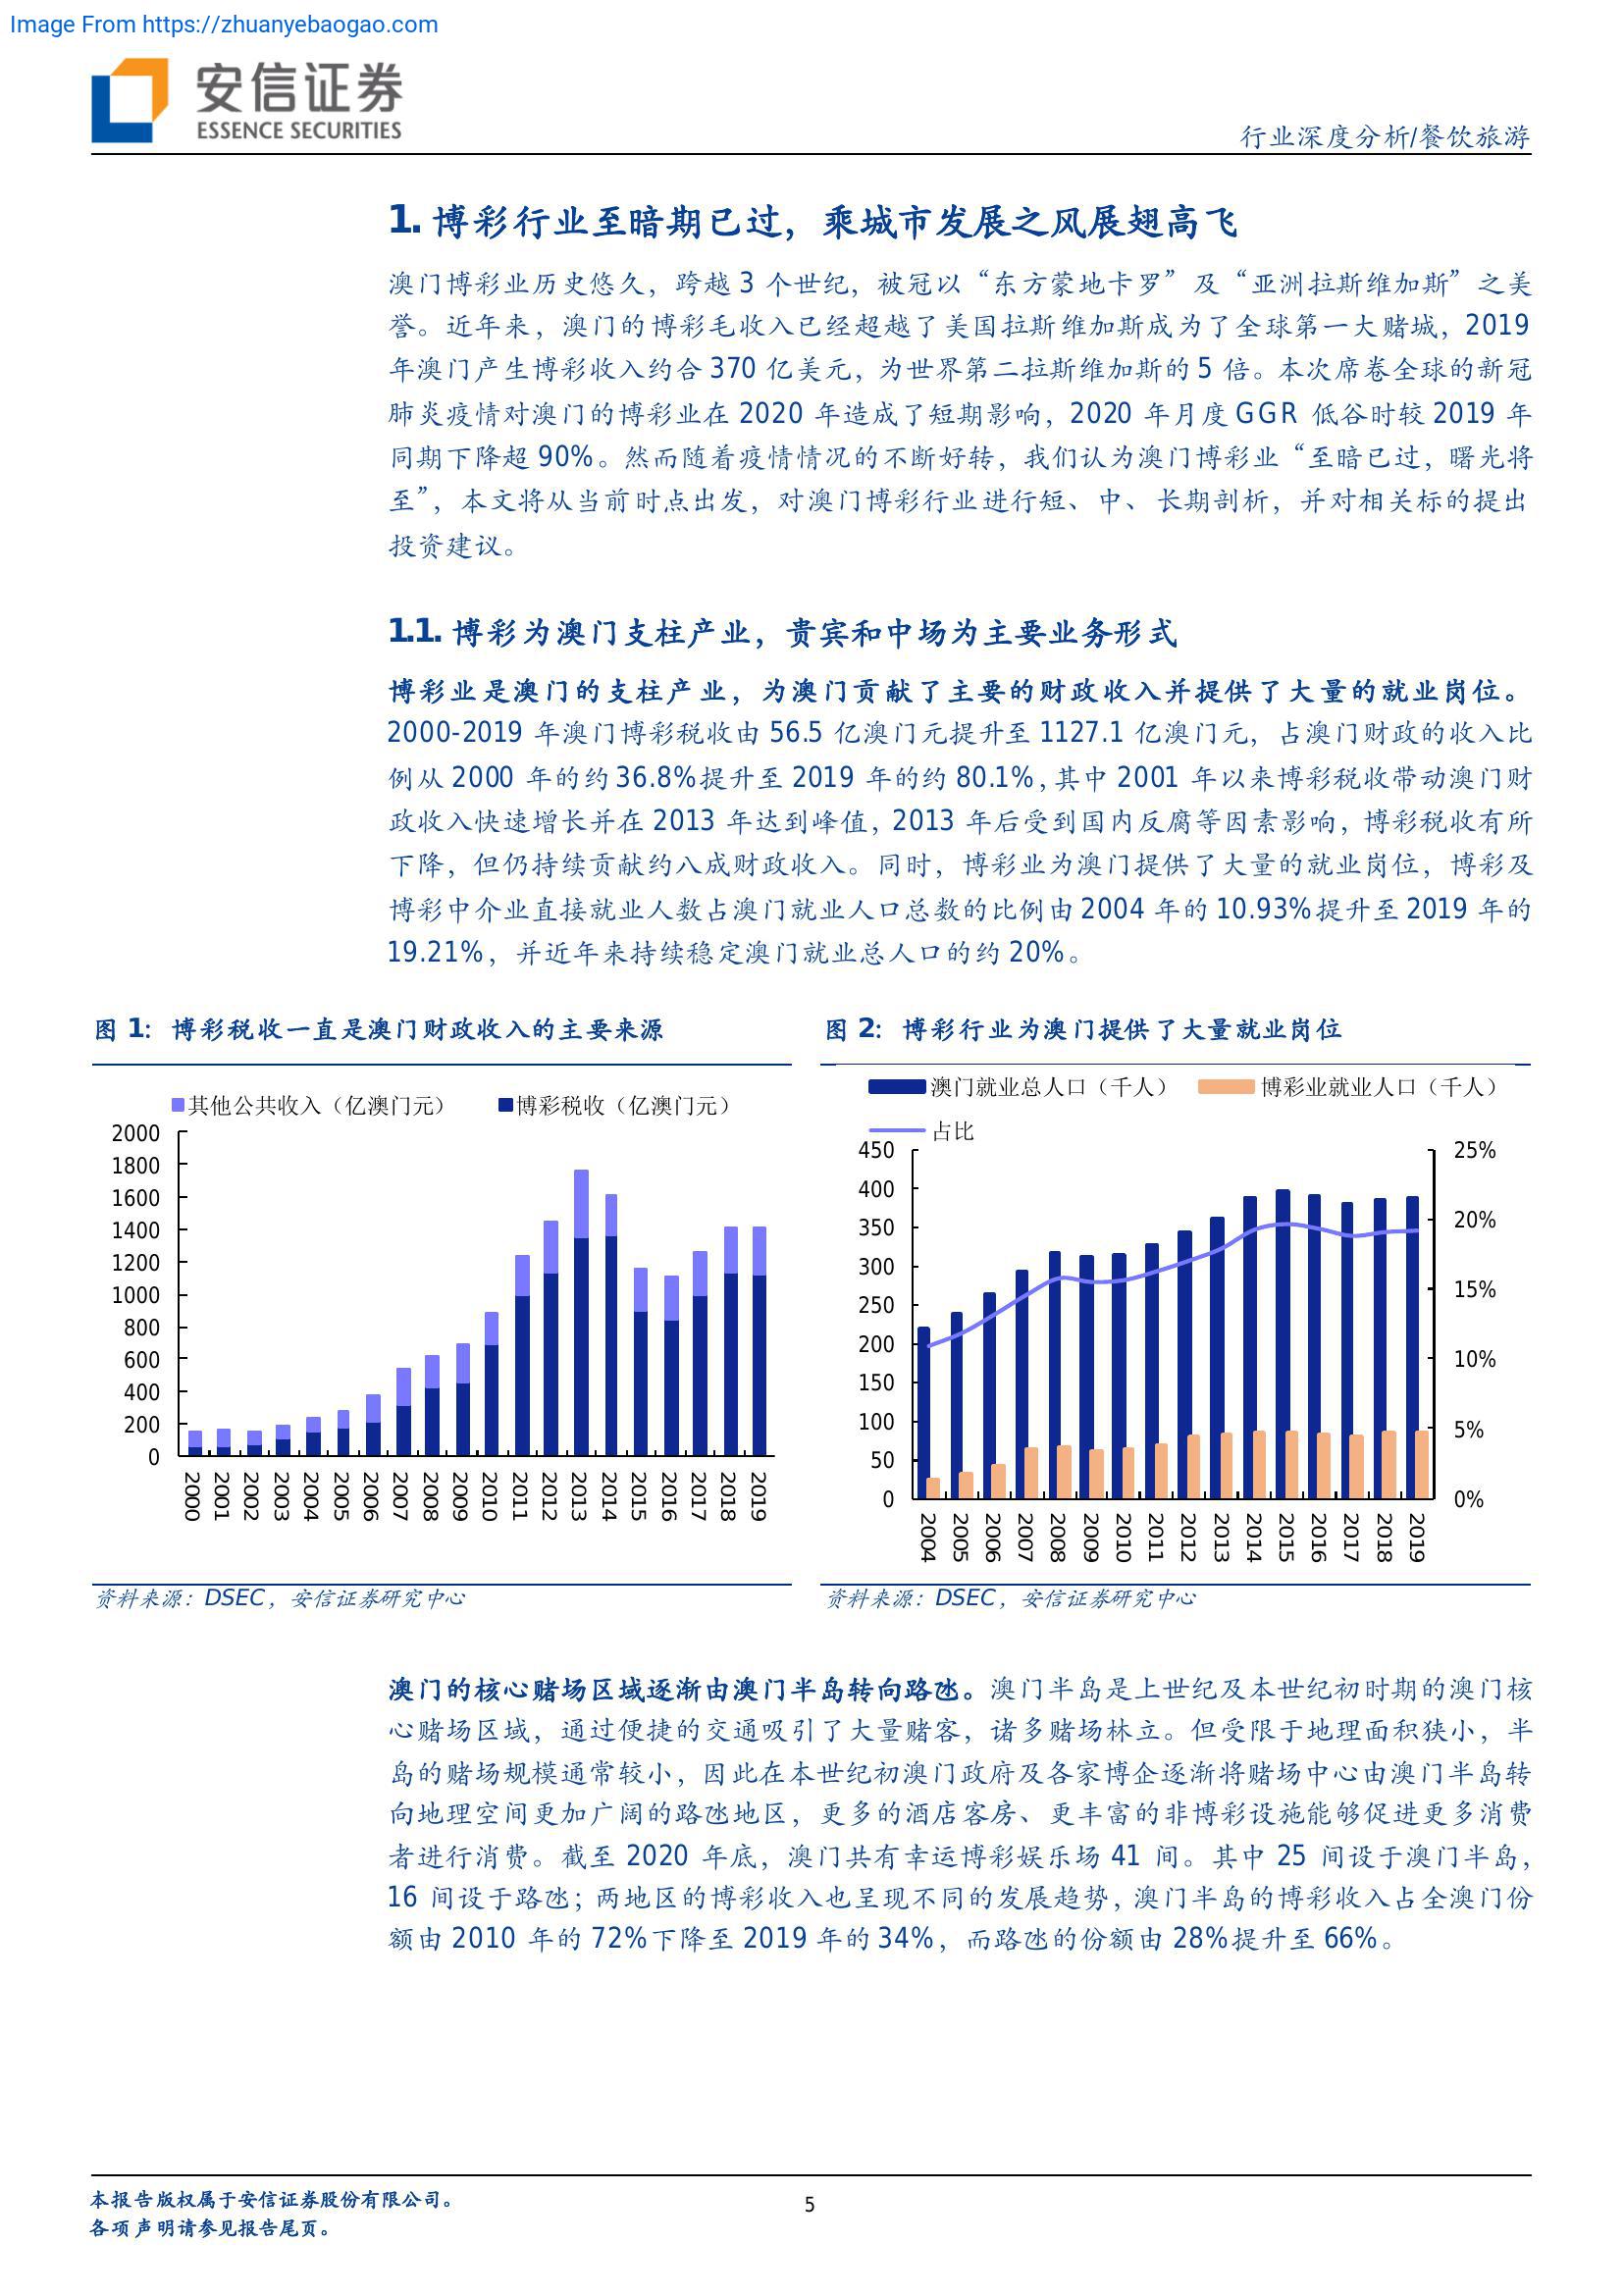 Image From https://zhuanyebaogao.com
安信证券
ESSENCE SECURITIES
行业深度分析/餐饮旅游
1. 博彩行业至暗期已过，乘城市发展之风展翅高飞
澳门博彩业历史悠久，跨越 3 个世纪，被冠以“东方蒙地卡罗”及“亚洲拉斯维加斯”之美
誉。近年来，澳门的博彩毛收入已经超越了美国拉斯维加斯成为了全球第一大赌城，2019
年澳门产生博彩收入约合 370 亿美元，为世界第二拉斯维加斯的 5 倍。本次席卷全球的新冠
肺炎疫情对澳门的博彩业在 2020 年造成了短期影响，2020 年月度 GGR 低谷时较 2019 年
同期下降超 90%。然而随着疫情情况的不断好转，我们认为澳门博彩业“至暗已过，曙光将
至”，本文将从当前时点出发，对澳门博彩行业进行短、中、长期剖析，并对相关标的提出
投资建议。
1.1. 博彩为澳门支柱产业，贵宾和中场为主要业务形式
博彩业是澳门的支柱产业，为澳门贡献了主要的财政收入并提供了大量的就业岗位。
2000-2019 年澳门博彩税收由 56.5 亿澳门元提升至 1127.1 亿澳门元，占澳门财政的收入比
例从 2000 年的约 36.8%提升至 2019 年的约 80.1%，其中 2001 年以来博彩税收带动澳门财
政收入快速增长并在 2013 年达到峰值，2013 年后受到国内反腐等因素影响，博彩税收有所
下降，但仍持续贡献约八成财政收入。同时，博彩业为澳门提供了大量的就业岗位，博彩及
博彩中介业直接就业人数占澳门就业人口总数的比例由 2004 年的 10.93%提升至 2019 年的
19.21%，并近年来持续稳定澳门就业总人口的约 20%。
图 1：博彩税收一直是澳门财政收入的主要来源
其他公共收入（亿澳门元） 博彩税收（亿澳门元）
2000
1800
1600
1400
1200
1000
800
600
400
200
0
2000 2001 2002 2003 2004 2005 2006 2007 2008 2009 2010 2011 2012 2013 2014 2015 2016 2017 2018 2019
资料来源：DSEC，安信证券研究中心
图 2：博彩行业为澳门提供了大量就业岗位
澳门就业总人口（千人） 博彩业就业人口（千人）
占比
450 25%
400
350 20%
300
250 15%
200
150 10%
100
50 5%
0 0%
2004 2005 2006 2007 2008 2009 2010 2011 2012 2013 2014 2015 2016 2017 2018 2019
资料来源：DSEC，安信证券研究中心
澳门的核心赌场区域逐渐由澳门半岛转向路氹。澳门半岛是上世纪及本世纪初时期的澳门核
心赌场区域，通过便捷的交通吸引了大量赌客，诸多赌场林立。但受限于地理面积狭小，半
岛的赌场规模通常较小，因此在本世纪初澳门政府及各家博企逐渐将赌场中心由澳门半岛转
向地理空间更加广阔的路氹地区，更多的酒店客房、更丰富的非博彩设施能够促进更多消费
者进行消费。截至 2020 年底，澳门共有幸运博彩娱乐场 41 间。其中 25 间设于澳门半岛，
16 间设于路氹；两地区的博彩收入也呈现不同的发展趋势，澳门半岛的博彩收入占全澳门份
额由 2010 年的 72%下降至 2019 年的 34%，而路氹的份额由 28%提升至 66%。
本报告版权属于安信证券股份有限公司。
各项声明请参见报告尾页。
5